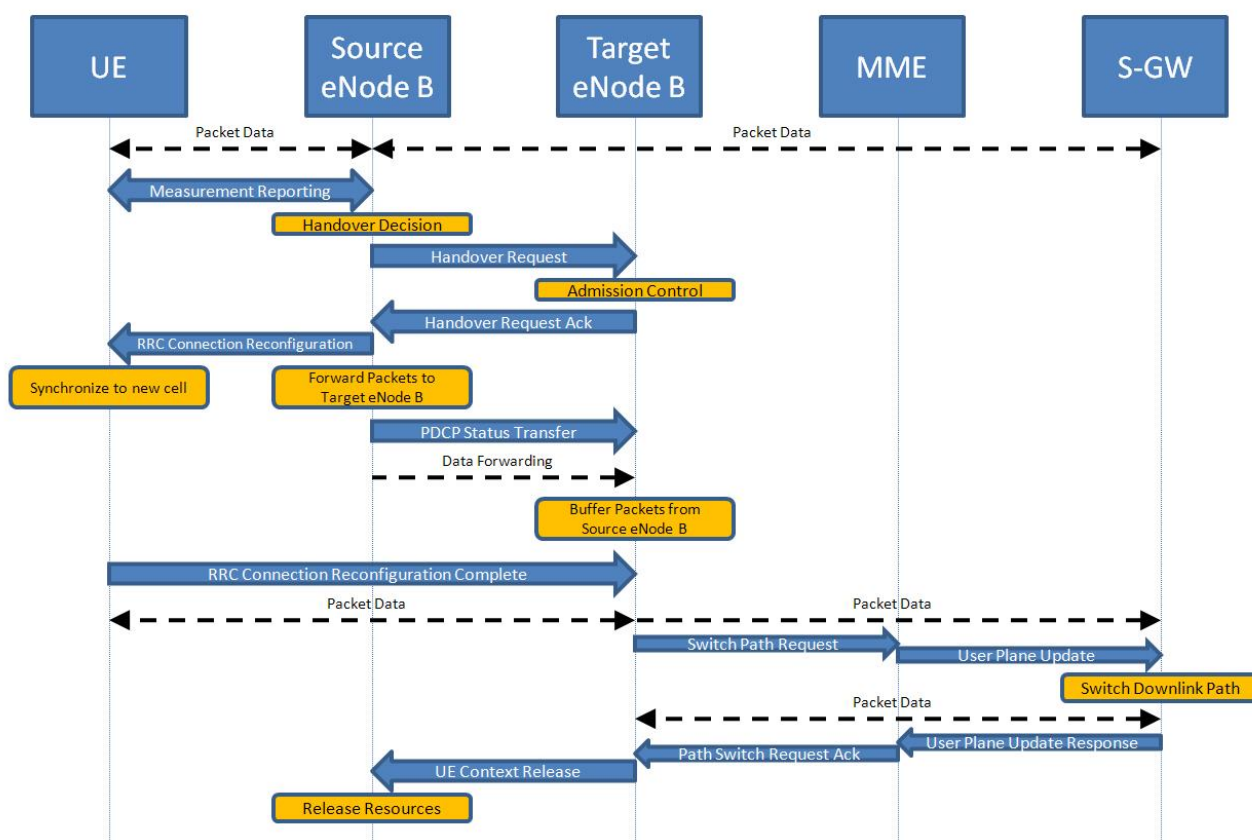 UE
Source
eNode B
Target
eNode B
MME
S-GW
Packet Data
Packet Data
Measurement Reporting
Handover Decision
Handover Request
Admission Control
Handover Request Ack
RRC Connection Reconfiguration
Synchronize to new cell
Forward Packets to
Target eNode B
PDCP Status Transfer
Data Forwarding
Buffer Packets from
Source eNode B
RRC Connection Reconfiguration Complete
Packet Data
Packet Data
Switch Path Request
User Plane Update
Switch Downlink Path
Packet Data
User Plane Update Response
Path Switch Request Ack
UE Context Release
Release Resources